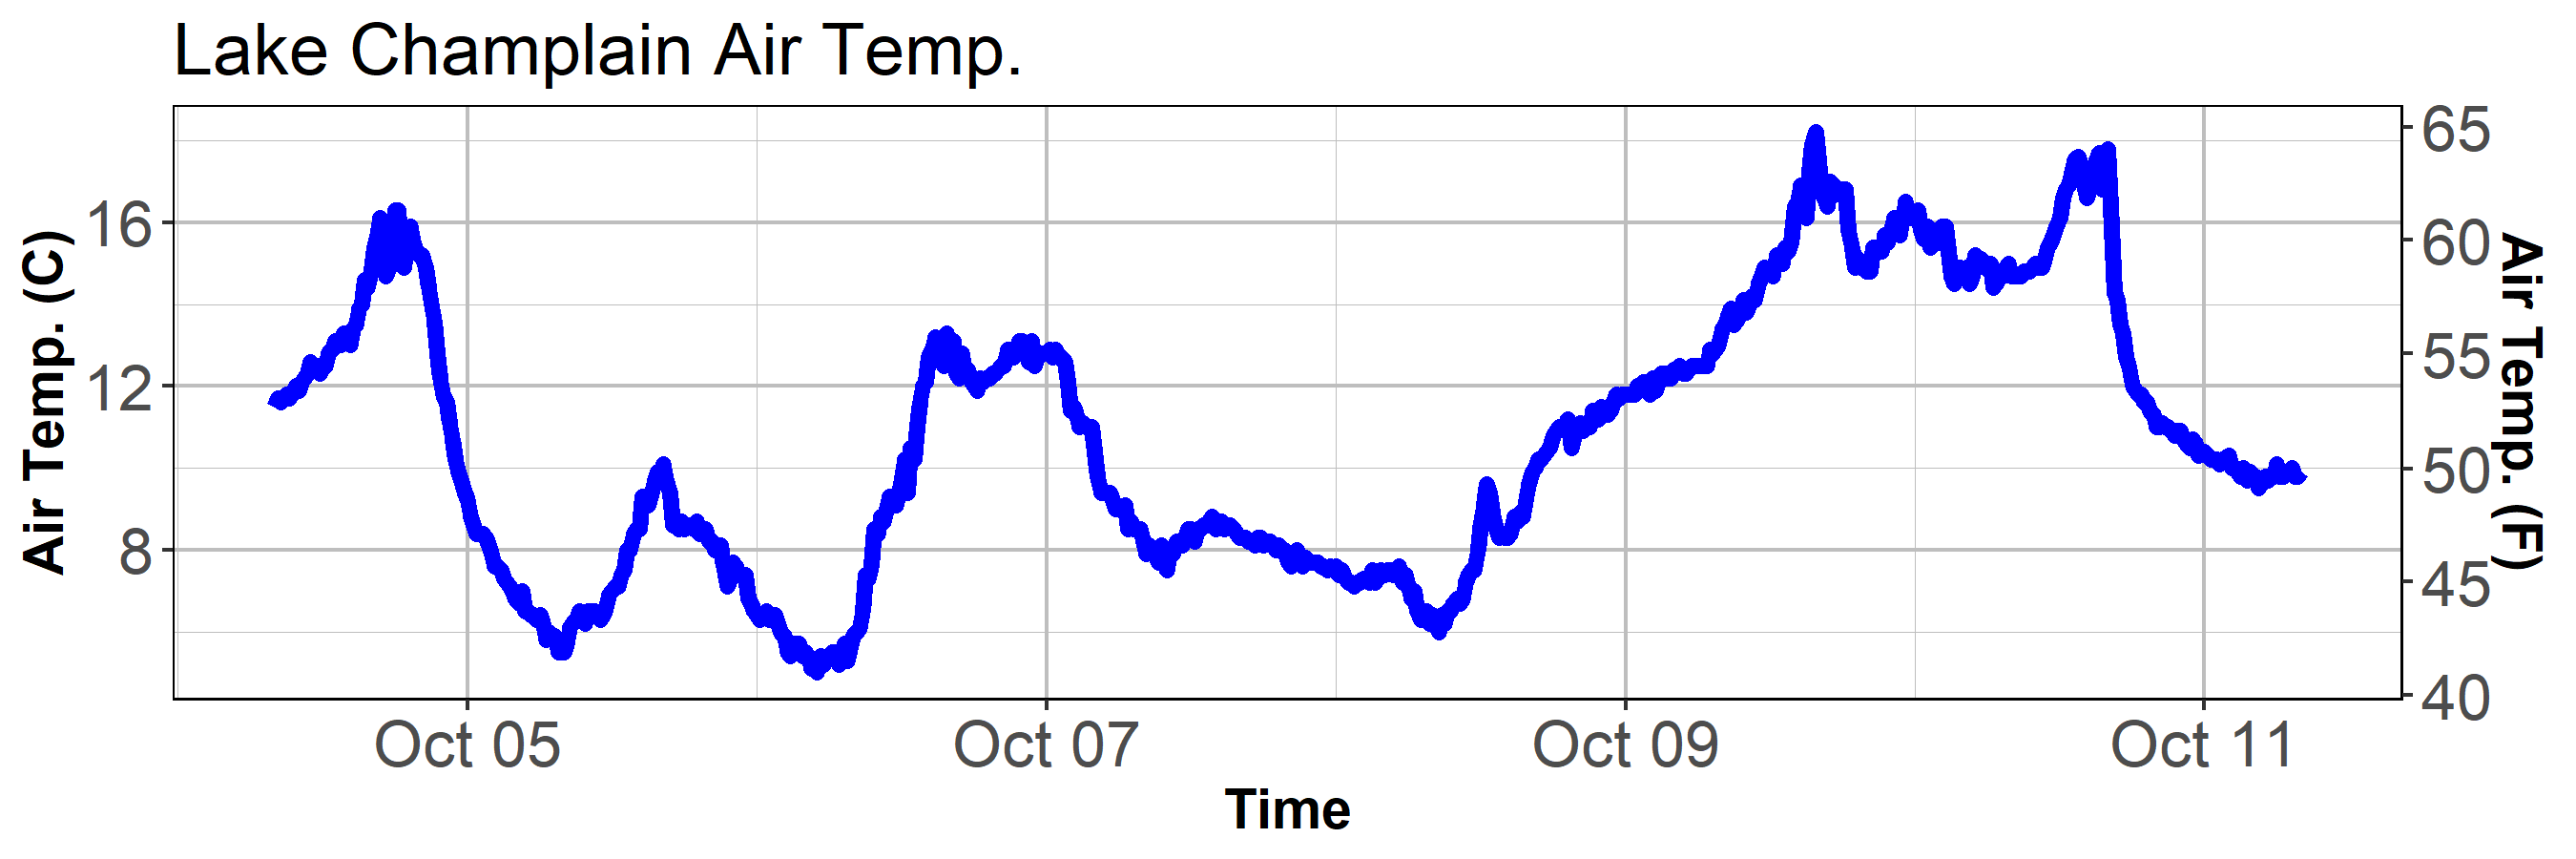 Lake Champlain Air Temp.
Air Temp. (C)
16
12
8
65
60
55
50
45
40
Air Temp. (F)
Oct 05 Oct 07 Oct 09 Oct 11
Time